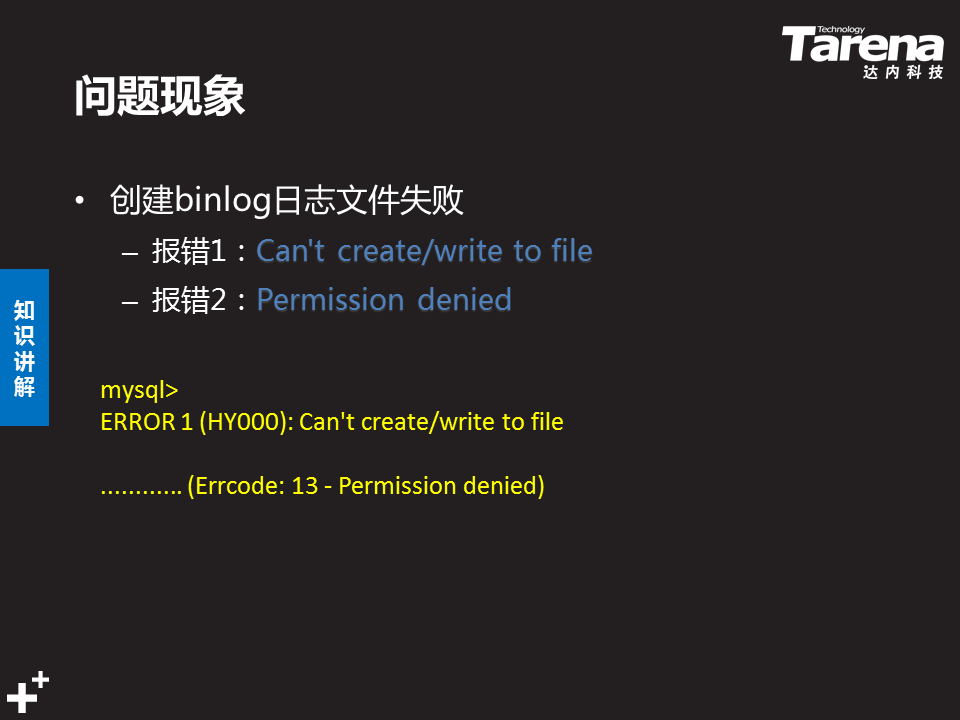 Technology
Tarena
达内科技
问题现象
• 创建binlog日志文件失败
– 报错1：Can't create/write to file
– 报错2：Permission denied
知识讲解
mysql>
ERROR 1 (HY000): Can't create/write to file
............ (Errcode: 13 - Permission denied)